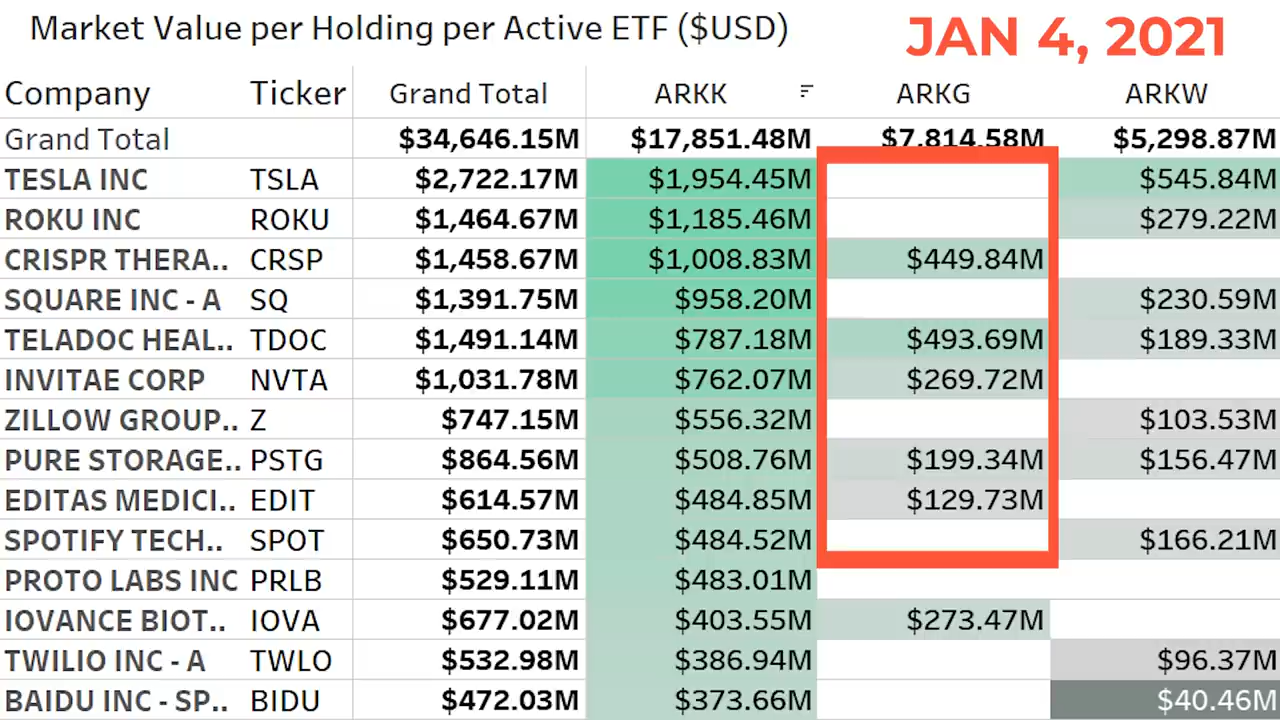 Market Value per Holding per Active ETF ($USD) JAN 4, 2021
Company Ticker Grand Total ARKK ARKG ARKW
Grand Total $34,646.15M $17,851.48M $7,814.58M $5,298.87M
TESLA INC TSLA $2,722.17M $1,954.45M $545.84M
ROKU INC ROKU $1,464.67M $1,185.46M $279.22M
CRISPR THERA.. CRSP $1,458.67M $1,008.83M $449.84M
SQUARE INC - A SQ $1,391.75M $958.20M $230.59M
TELADOC HEAL.. TDOC $1,491.14M $787.18M $493.69M $189.33M
INVITAE CORP NVTA $1,031.78M $762.07M $269.72M
ZILLOW GROUP.. Z $747.15M $556.32M $103.53M
PURE STORAGE.. PSTG $864.56M $508.76M $199.34M $156.47M
EDITAS MEDICI.. EDIT $614.57M $484.85M $129.73M
SPOTIFY TECH.. SPOT $650.73M $484.52M $166.21M
PROTO LABS INC PRLB $529.11M $483.01M
IOVANCE BIOT.. IOVA $677.02M $403.55M $273.47M
TWILIO INC - A TWLO $532.98M $386.94M $96.37M
BAIDU INC - SP.. BIDU $472.03M $373.66M $40.46M